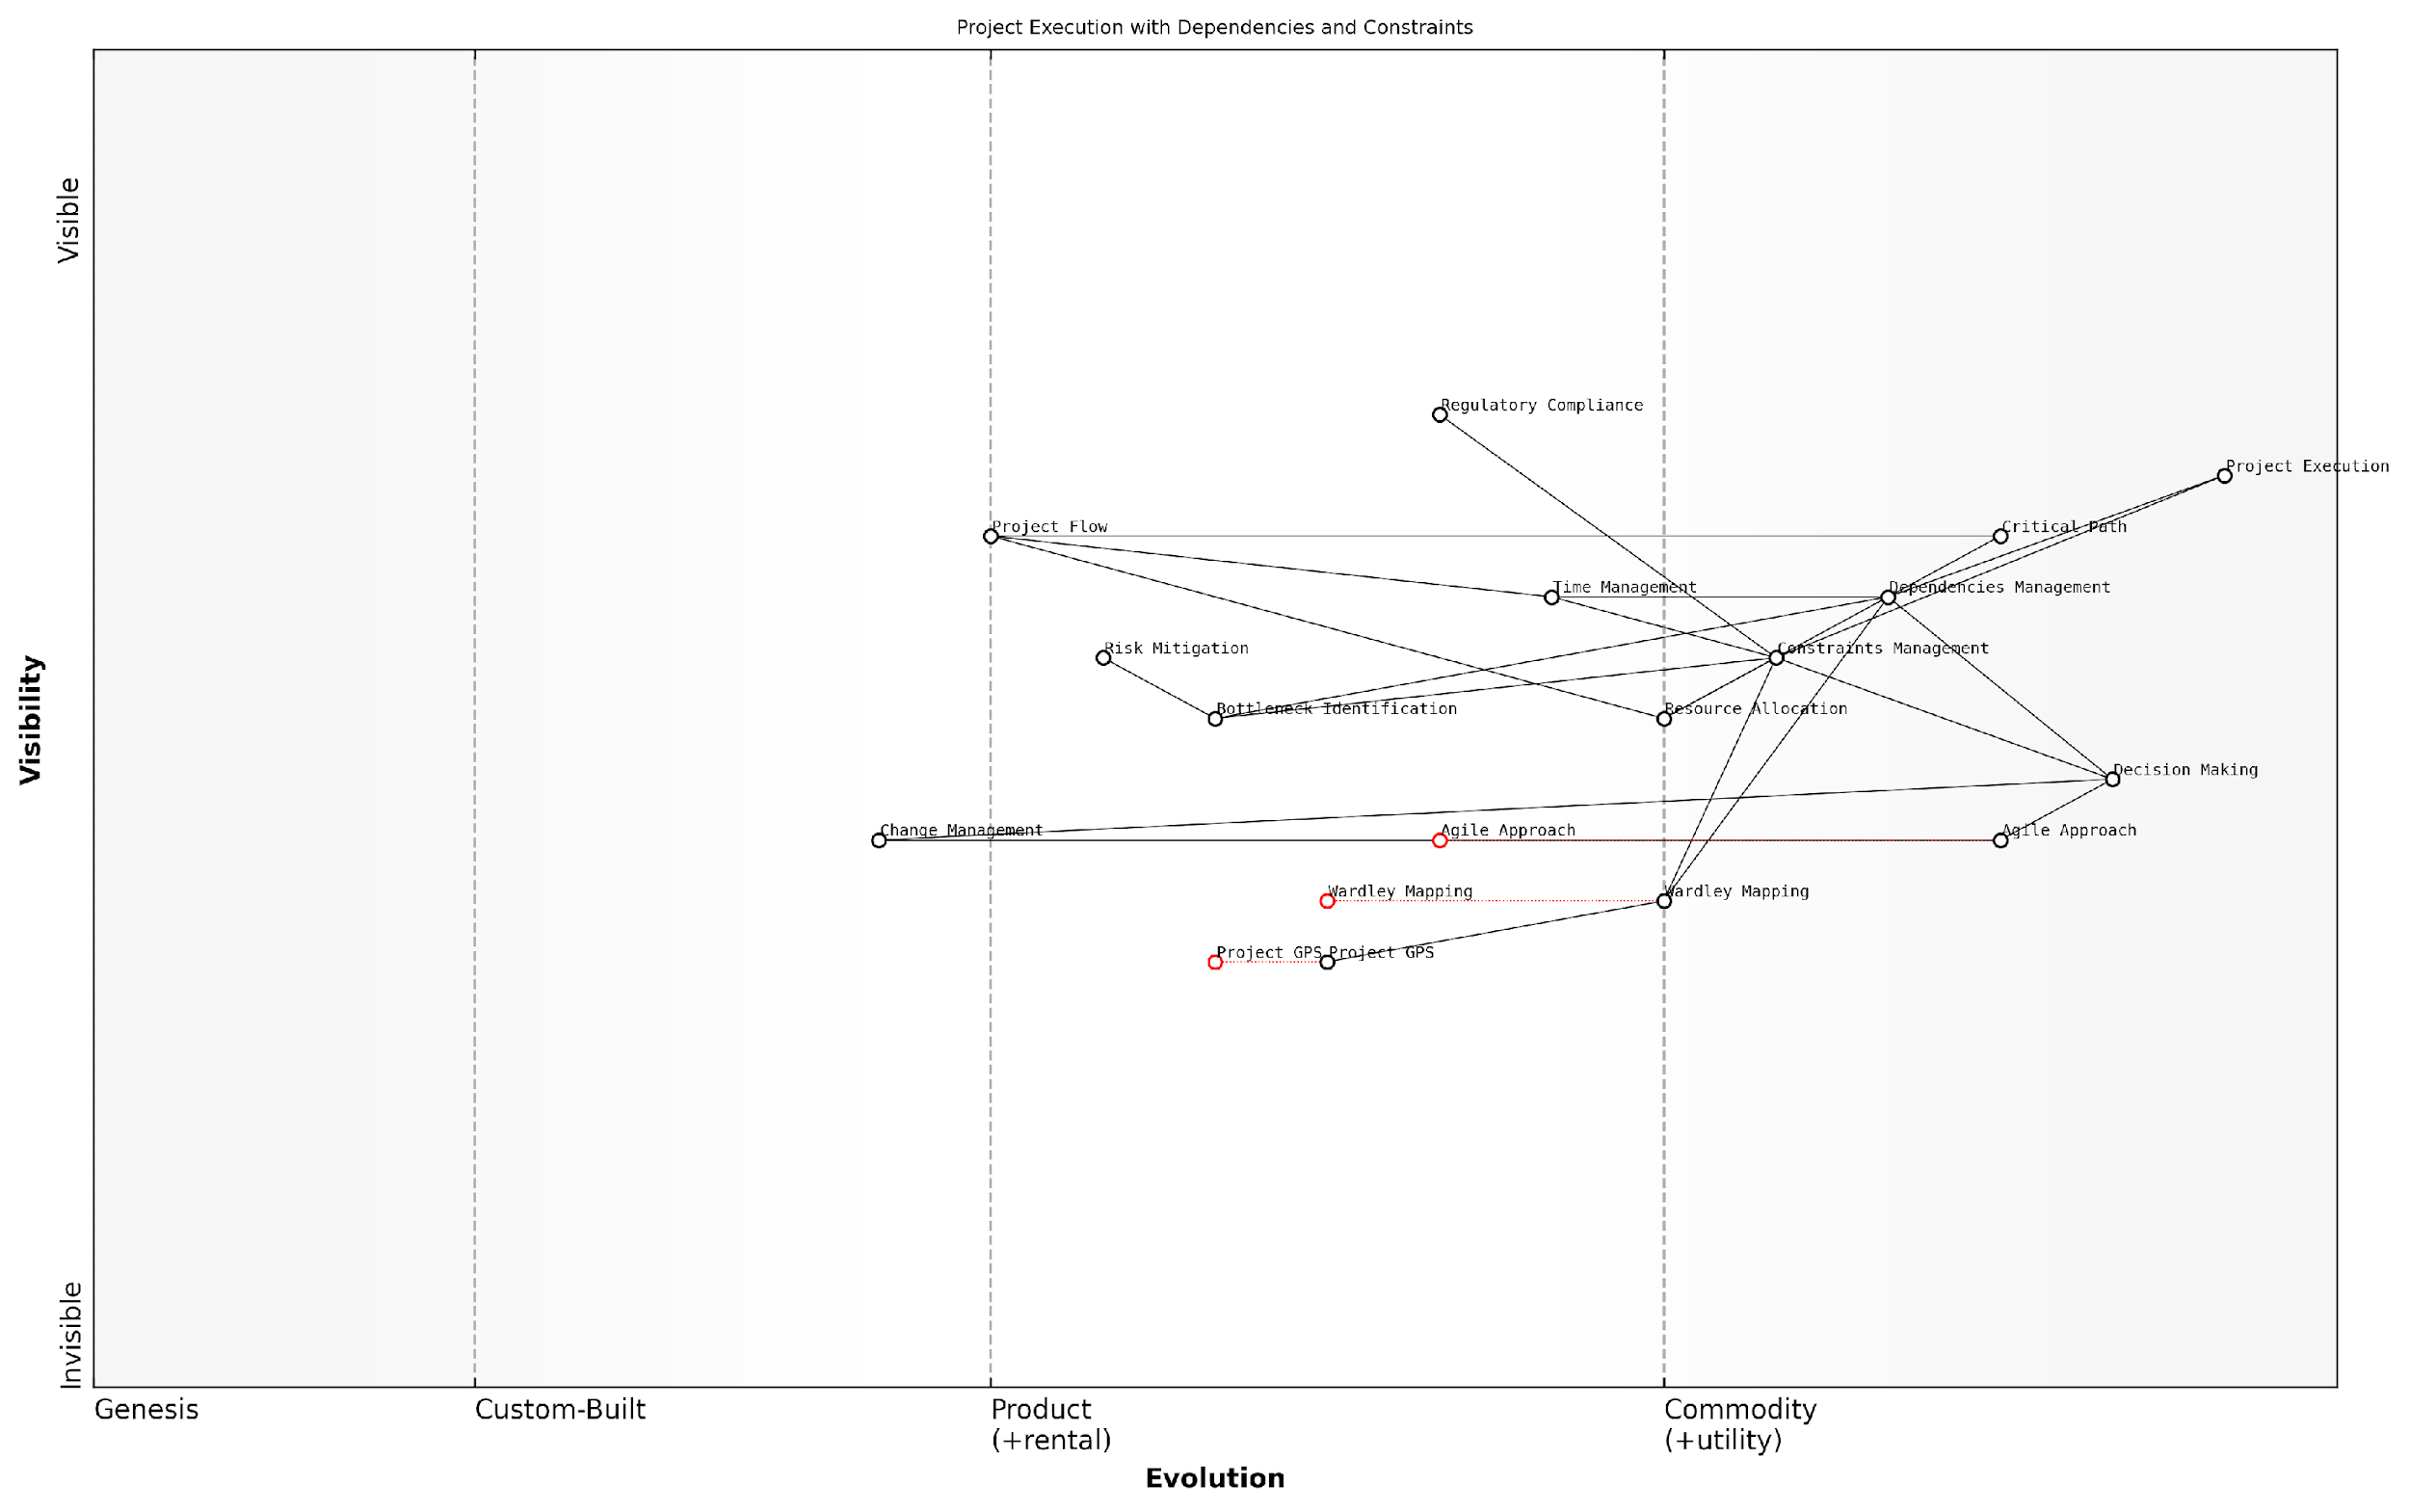 Project Execution with Dependencies and Constraints
Visible
Regulatory Compliance
Project Execution
Project Flow
Critical Path
Time Management
Dependencies Management
Risk Mitigation
Constraints Management
Bottleneck Identification
Resource Allocation
Visibility
Decision Making
Change Management
Agile Approach
Agile Approach
Wardley Mapping
Wardley Mapping
Project GPS
Project GPS
Invisible
Genesis
Custom-Built
Product
(+rental)
Commodity
(+utility)
Evolution